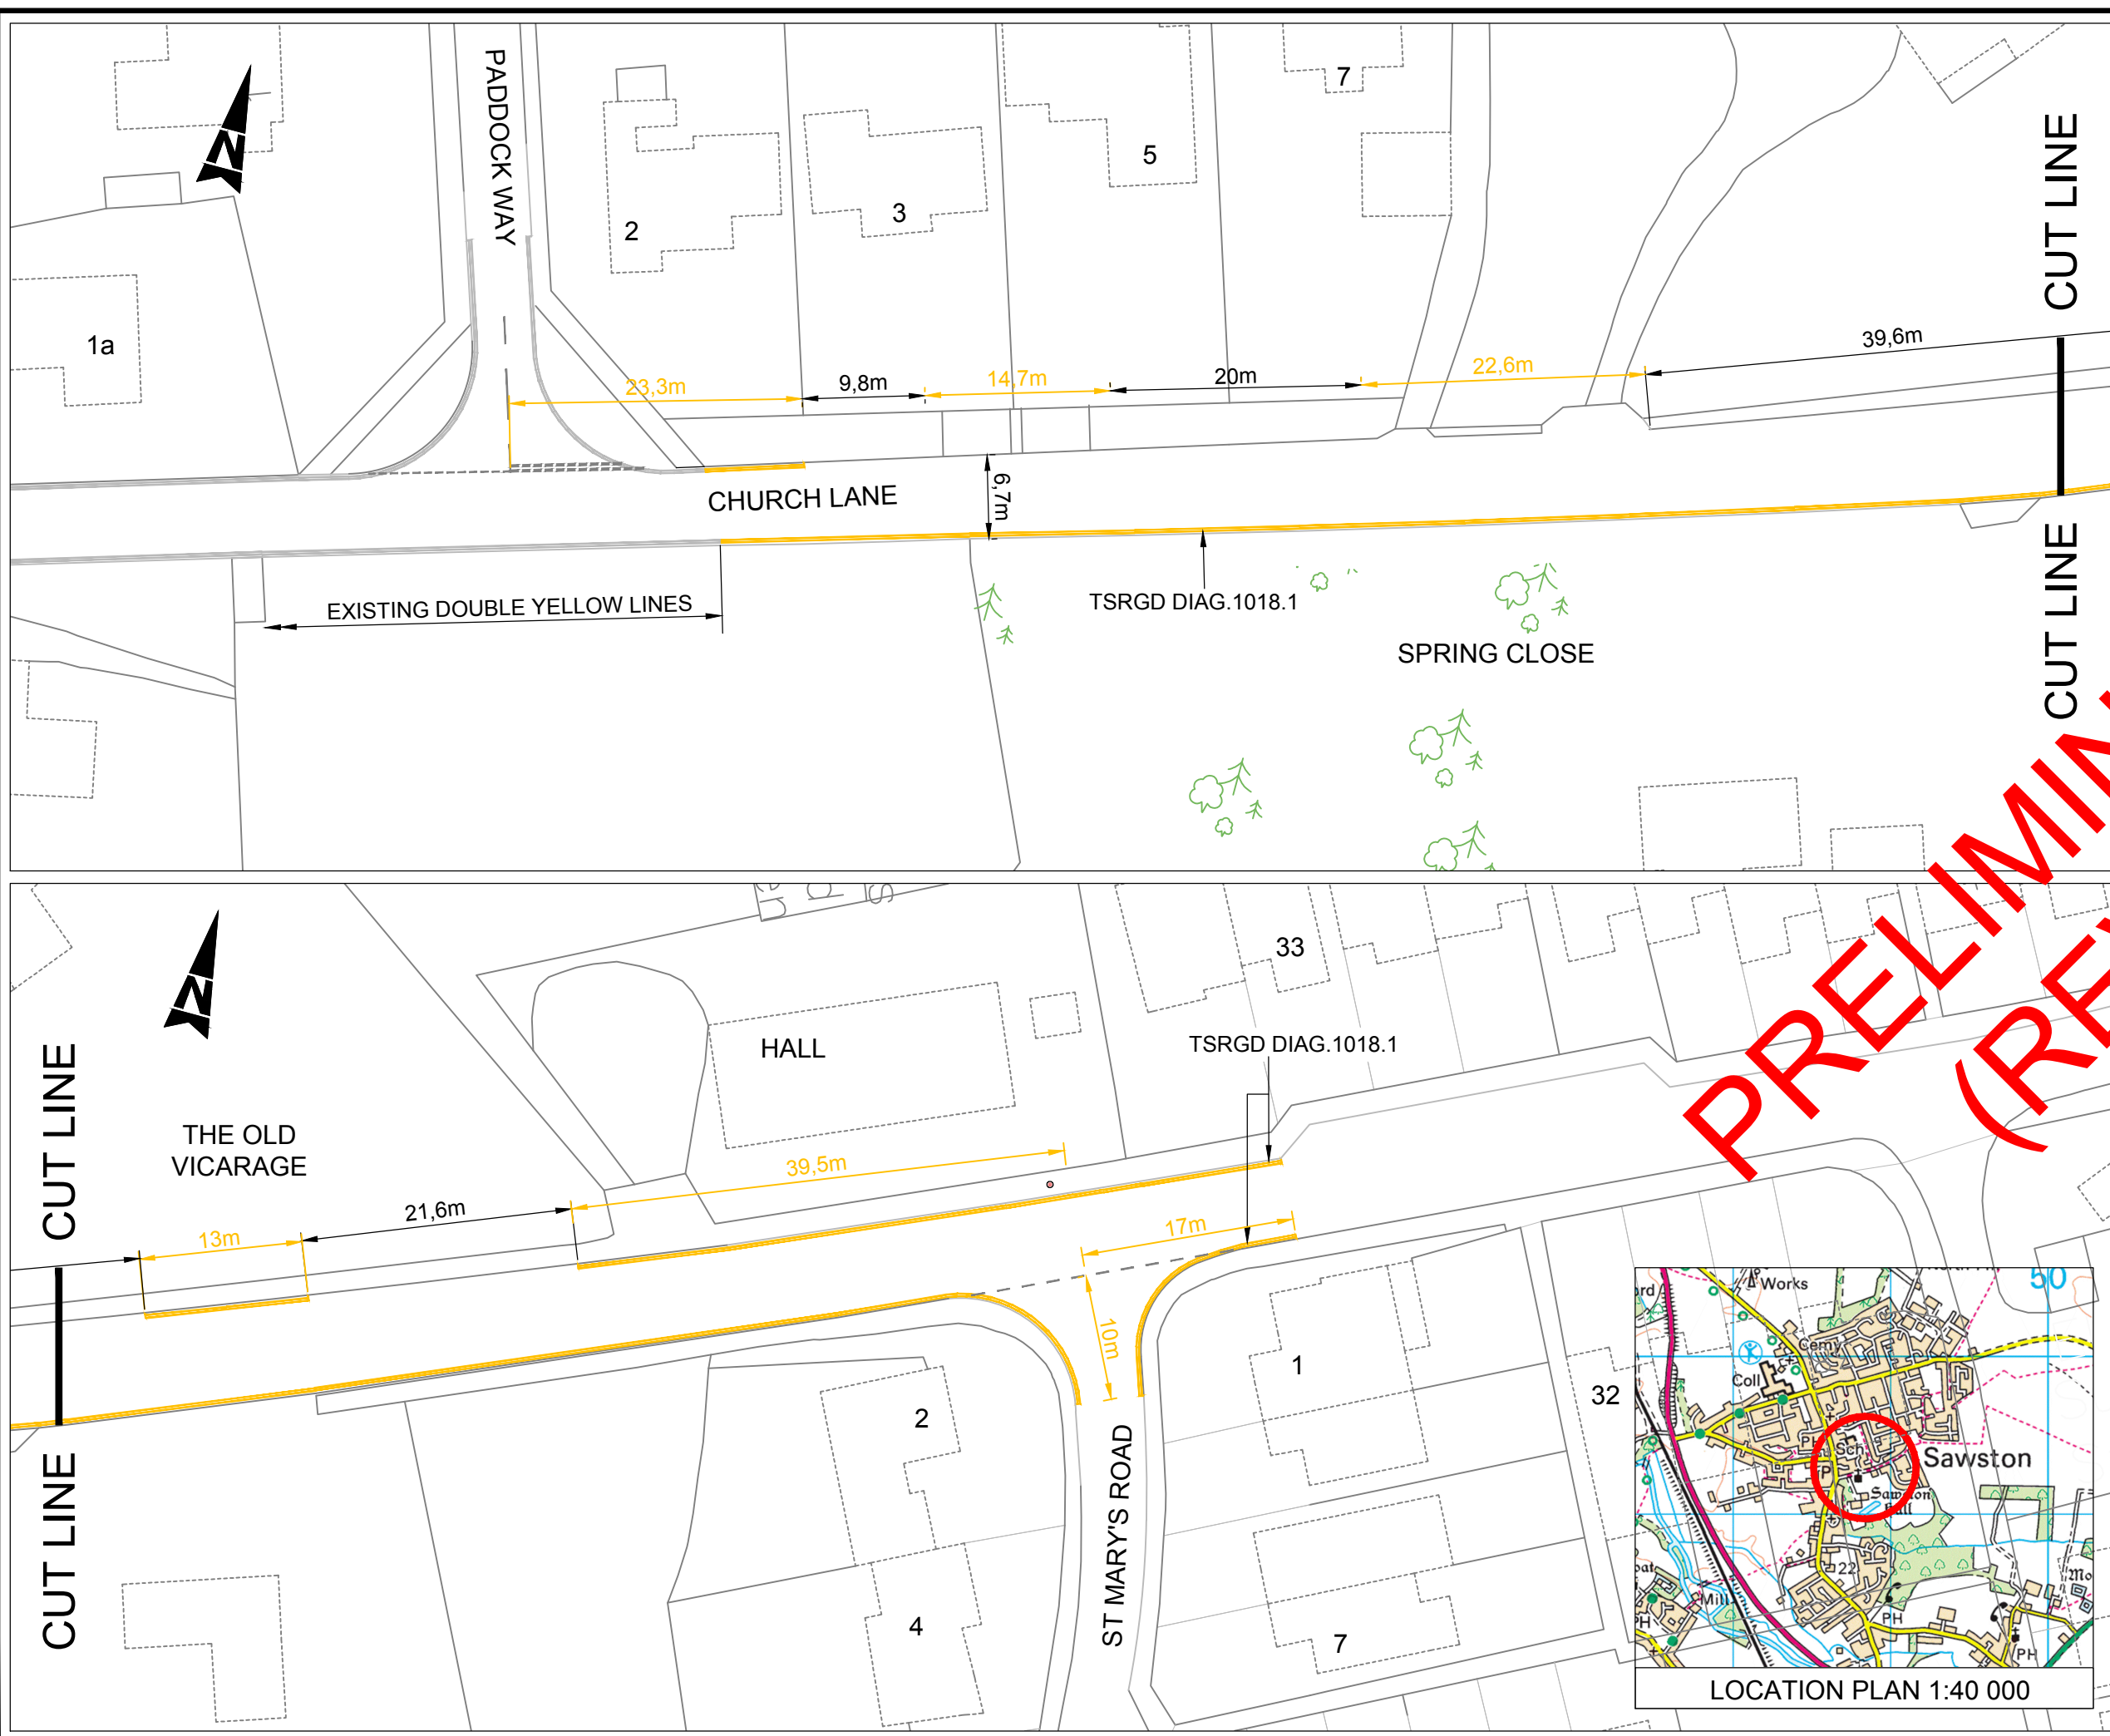 PADDOCK WAY
N
1a
2
3
5
7
23,3m
9,8m
14,7m
20m
22,6m
39,6m
CUT LINE
CHURCH LANE
6,7m
EXISTING DOUBLE YELLOW LINES
TSRGD DIAG.1018.1
SPRING CLOSE
CUT LINE
N
CUT LINE
THE OLD
VICARAGE
HALL
33
TSRGD DIAG.1018.1
13m
21,6m
39,5m
17m
10m
CUT LINE
2
4
ST MARY'S ROAD
1
7
32
PRELIMIN
(RE
50
Works
Cemy
Coll
PH
Sch
Sawston
Sawston
Hall
22
Mill
PH
PH
LOCATION PLAN 1:40 000